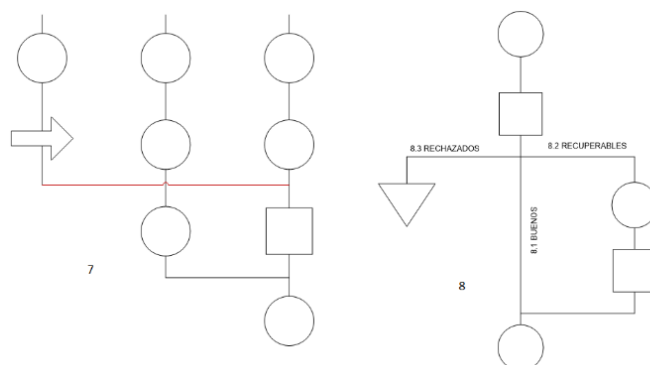 8.3 RECHAZADOS
8.2 RECUPERABLES
8.1 BUENOS
7
8